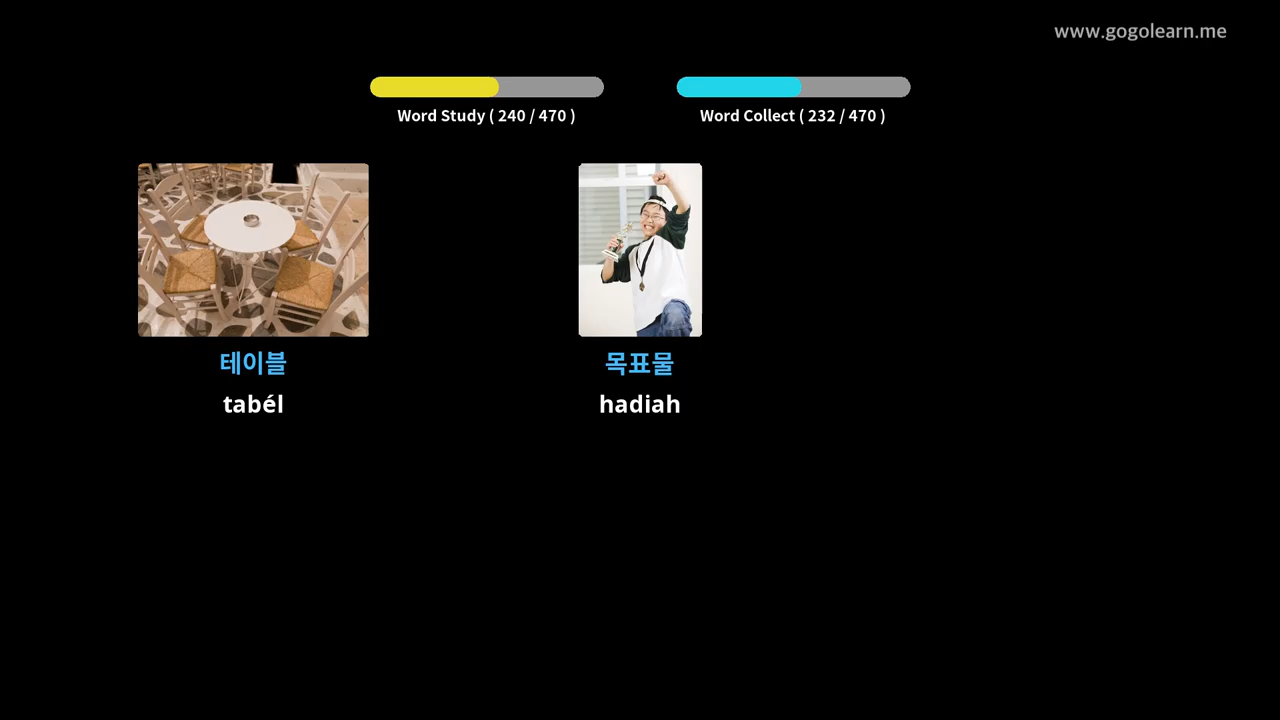 www.gogolearn.me
Word Study ( 240 / 470 )
Word Collect ( 232 / 470 )
테이블
tabél
목표물
hadiah